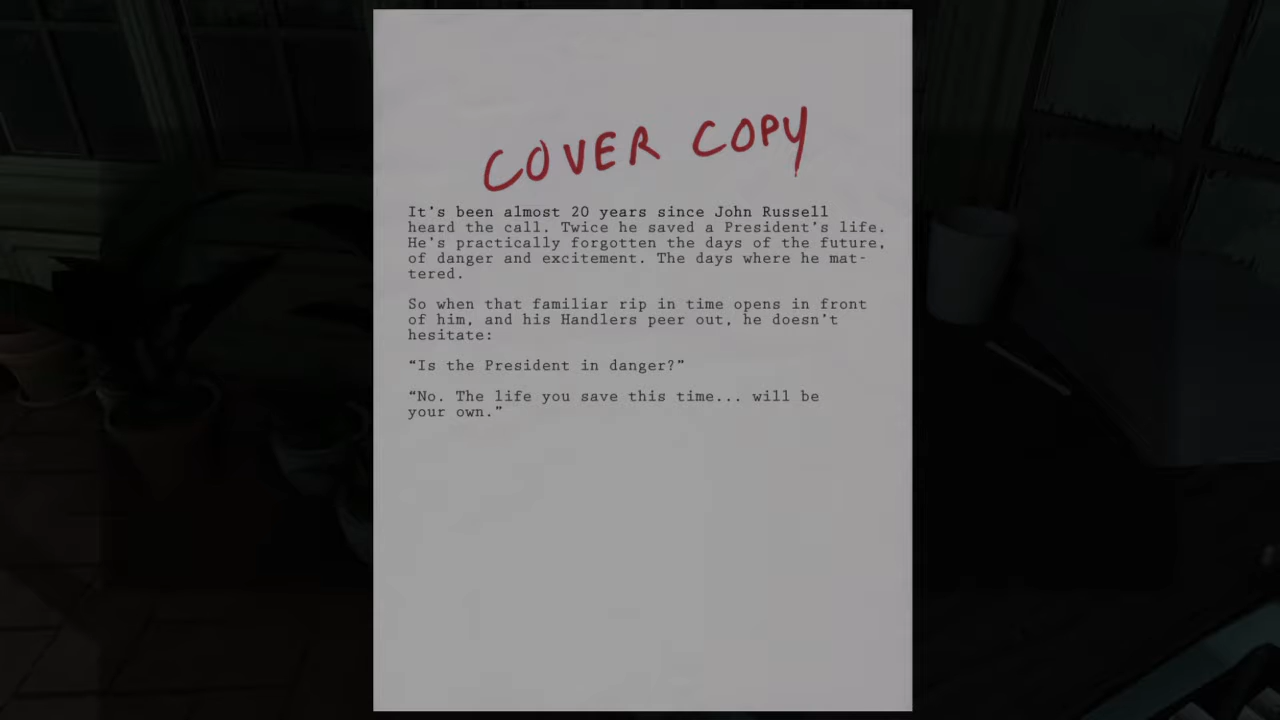 COVER COPY
It's been almost 20 years since John Russell
heard the call. Twice he saved a President's life.
He's practically forgotten the days of the future,
of danger and excitement. The days where he mat-
tered.
So when that familiar rip in time opens in front
of him, and his Handlers peer out, he doesn't
hesitate:
“Is the President in danger?”
“No. The life you save this time... will be
your own.”